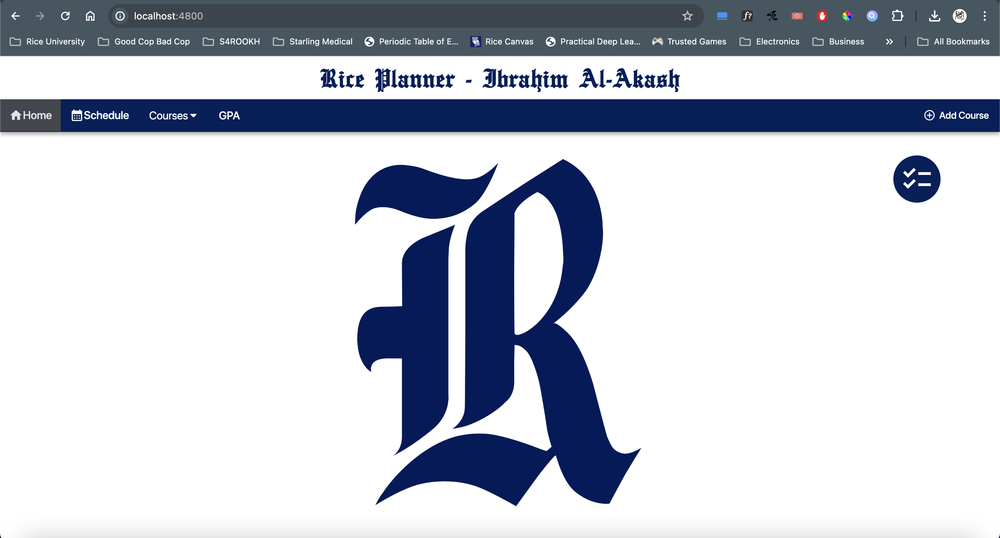 localhost:4800
f?
Rice University Good Cop Bad Cop S4ROOKH Starling Medical Periodic Table of E... Rice Canvas Practical Deep Lea... Trusted Games Electronics Business All Bookmarks
Rice Planner - Ibrahim Al-Akash
Home Schedule Courses GPA Add Course
R